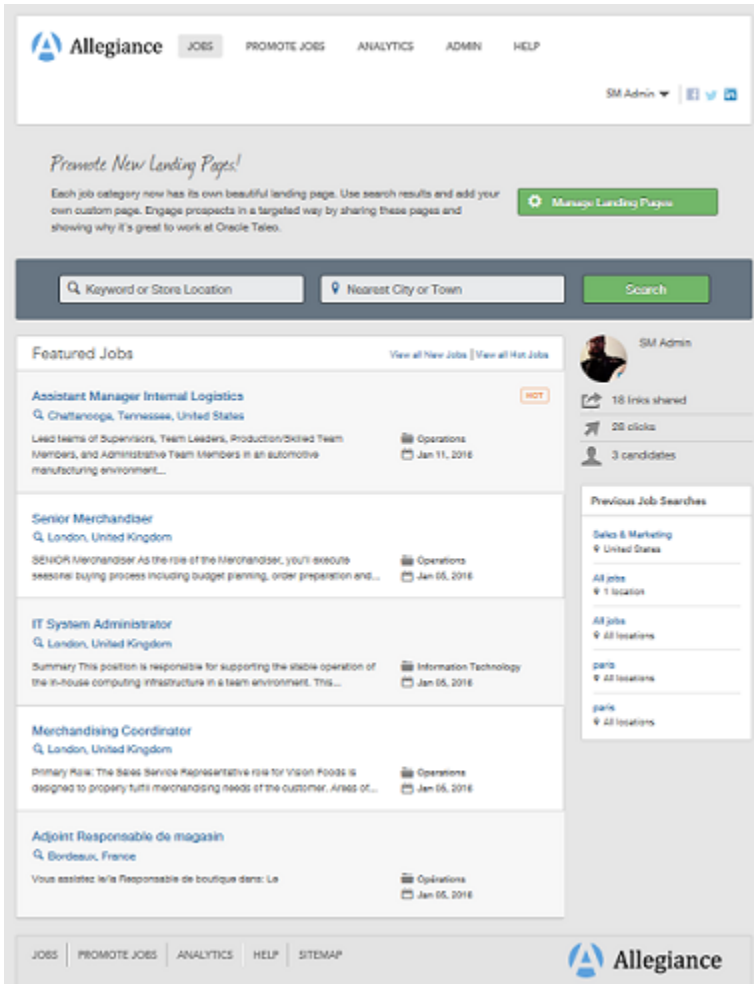 Allegiance JOBS PROMOTE JOBS ANALYTICS ADMIN HELP
SM Admin
Promote New Landing Pages!
Each job category now has its own beautiful landing page. Use search results and add your
own custom page. Engage prospects in a targeted way by sharing these pages and
showing why it's great to work at Oracle Taleo.
Manage Landing Pages
Keyword or Store Location
Nearest City or Town
Search
Featured Jobs
View all New Jobs | View all Hot Jobs
Assistant Manager Internal Logistics
HOT
Chattanooga, Tennessee, United States
Lead teams of Supervisors, Team Leaders, Production/Skilled Team
Members, and Administrative Team Members in an automotive
manufacturing environment...
Operations
Jan 11, 2016
Senior Merchandiser
London, United Kingdom
SENIOR Merchandiser As the role of the Merchandiser, you'll execute
seasonal buying process including budget planning, order preparation and...
Operations
Jan 05, 2016
IT System Administrator
London, United Kingdom
Summary This position is responsible for supporting the stable operation of
the in-house computing infrastructure in a team environment. This...
Information Technology
Jan 05, 2016
Merchandising Coordinator
London, United Kingdom
Primary Role: The Sales Service Representative role for Vision Foods is
designed to properly fulfil merchandising needs of the customer. Areas of...
Operations
Jan 05, 2016
Adjoint Responsable de magasin
Bordeaux, France
Vous assistez le/la Responsable de boutique dans: La
Opérations
Jan 05, 2016
SM Admin
18 links shared
28 clicks
3 candidates
Previous Job Searches
Sales & Marketing
United States
All jobs
1 location
All jobs
All locations
paris
All locations
paris
All locations
JOBS PROMOTE JOBS ANALYTICS HELP SITEMAP
Allegiance